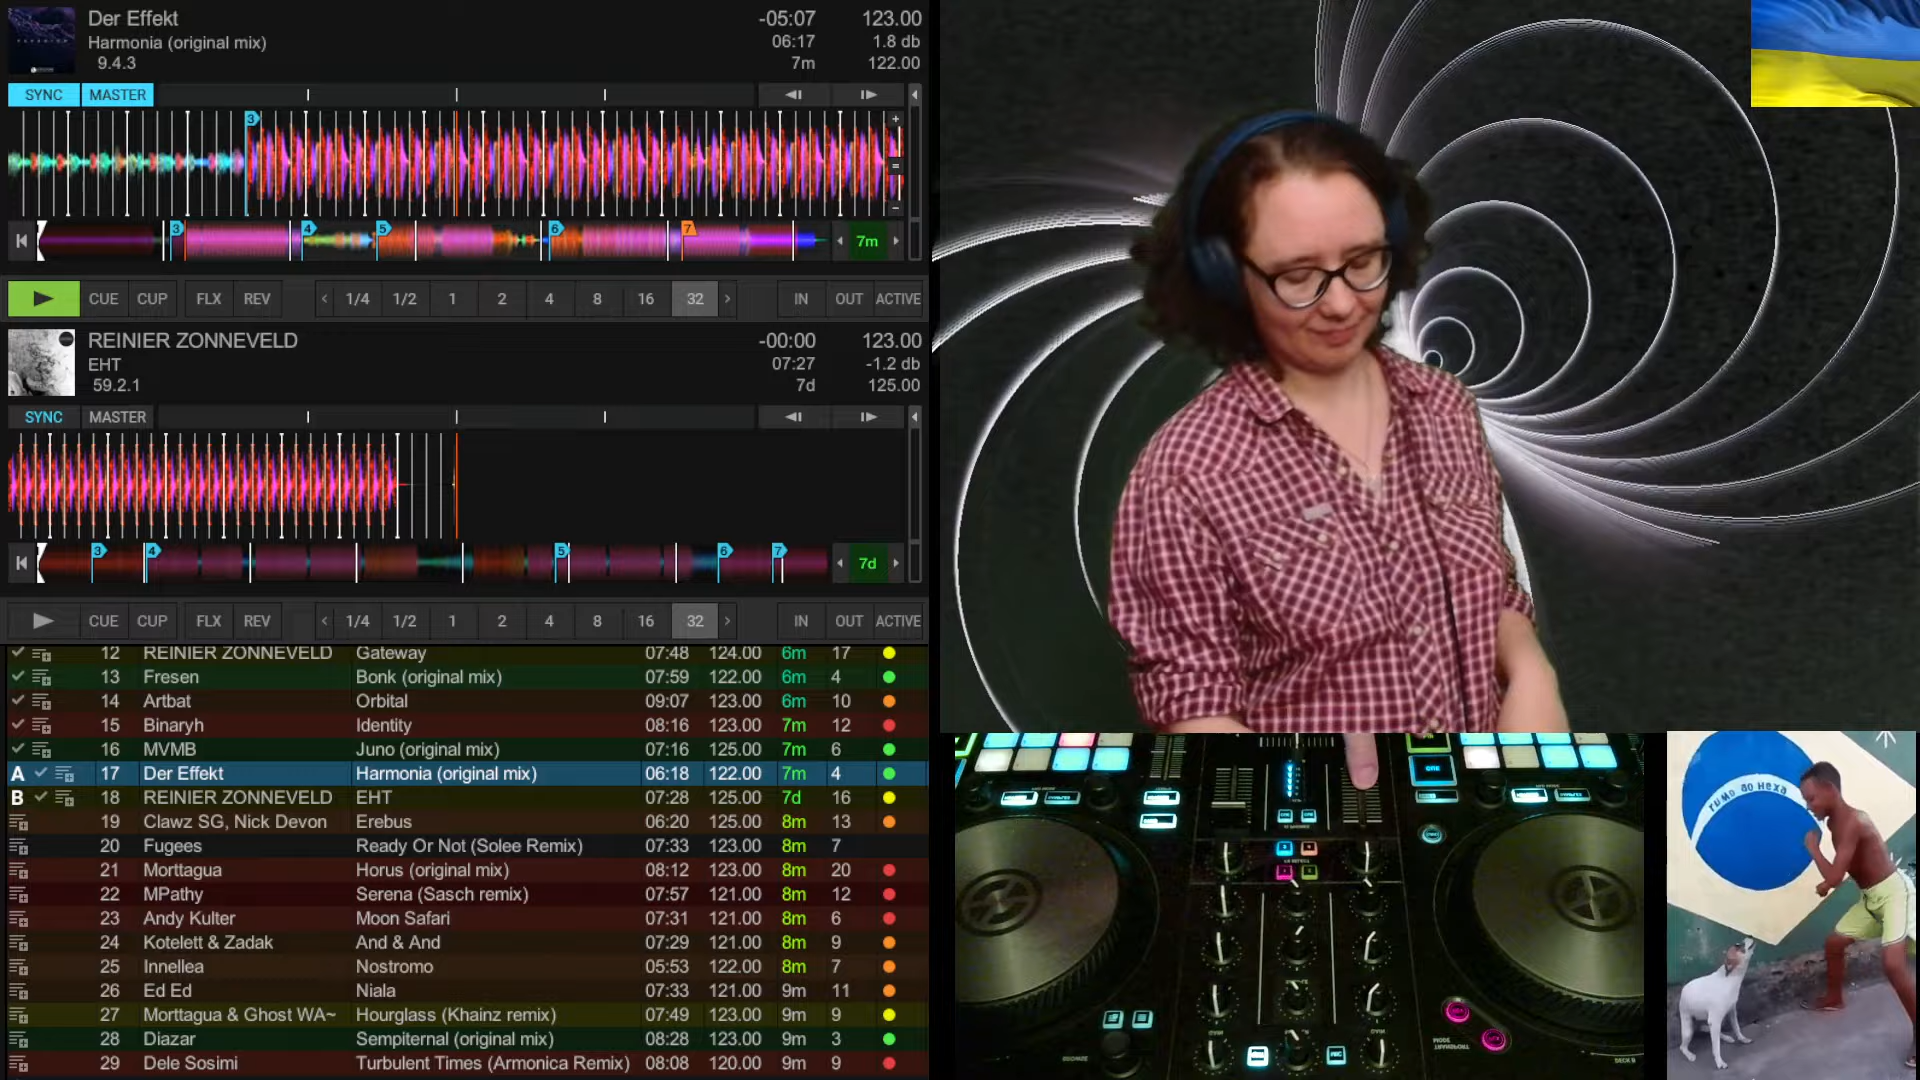 Der Effekt -05:07 123.00
Harmonia (original mix) 06:17 1.8 db
9.4.3 7m 122.00
SYNC MASTER
3
3 4 5 6 7 7m
CUE CUP FLX REV 1/4 1/2 1 2 4 8 16 32 IN OUT ACTIVE
REINIER ZONNEVELD -00:00 123.00
EHT 07:27 -1.2 db
59.2.1 7d 125.00
SYNC MASTER
3 4 5 6 7 7d
CUE CUP FLX REV 1/4 1/2 1 2 4 8 16 32 IN OUT ACTIVE
12 REINIER ZONNEVELD Gateway 07:48 124.00 6m 17
13 Fresen Bonk (original mix) 07:59 122.00 6m 4
14 Artbat Orbital 09:07 123.00 6m 10
15 Binaryh Identity 08:16 123.00 7m 12
16 MVMB Juno (original mix) 07:16 125.00 7m 6
A 17 Der Effekt Harmonia (original mix) 06:18 122.00 7m 4
B 18 REINIER ZONNEVELD EHT 07:28 125.00 7d 16
19 Clawz SG, Nick Devon Erebus 06:20 125.00 8m 13
20 Fugees Ready Or Not (Solee Remix) 07:33 123.00 8m 7
21 Morttagua Horus (original mix) 08:12 123.00 8m 20
22 MPathy Serena (Sasch remix) 07:57 121.00 8m 12
23 Andy Kulter Moon Safari 07:31 121.00 8m 6
24 Kotelett & Zadak And & And 07:29 121.00 8m 9
25 Innellea Nostromo 05:53 122.00 8m 7
26 Ed Ed Niala 07:33 121.00 9m 11
27 Morttagua & Ghost WA~ Hourglass (Khainz remix) 07:49 123.00 9m 9
28 Diazar Sempiternal (original mix) 08:28 123.00 9m 3
29 Dele Sosimi Turbulent Times (Armonica Remix) 08:08 120.00 9m 9
rumo ao hexa